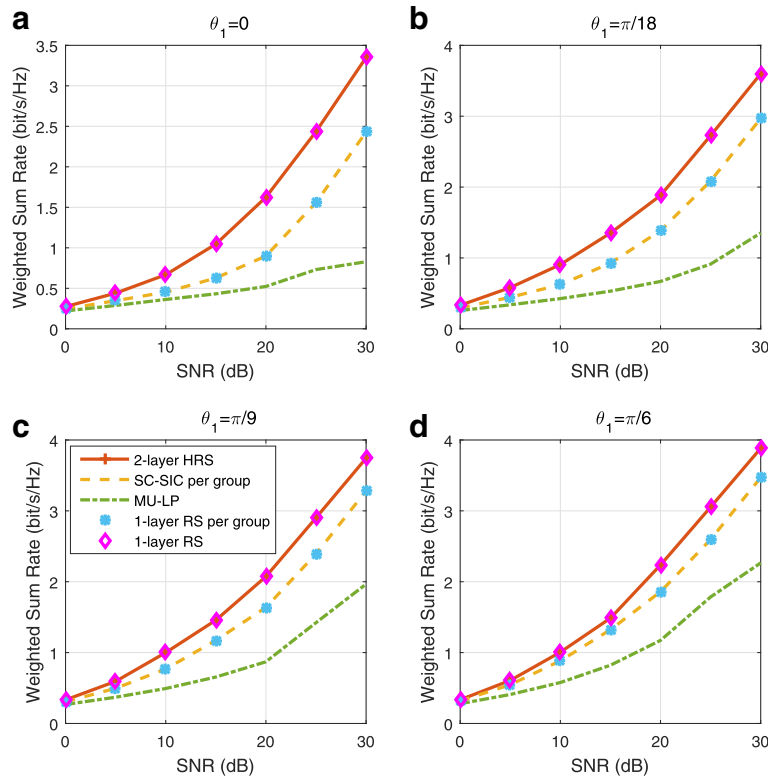 a
θ1=0
3.5
3
2.5
2
1.5
1
0.5
0
Weighted Sum Rate (bit/s/Hz)
0 10 20 30
SNR (dB)
b
θ1=π/18
4
3
2
1
0
Weighted Sum Rate (bit/s/Hz)
0 10 20 30
SNR (dB)
c
θ1=π/9
4
3
2
1
0
Weighted Sum Rate (bit/s/Hz)
2-layer HRS
SC-SIC per group
MU-LP
1-layer RS per group
1-layer RS
0 10 20 30
SNR (dB)
d
θ1=π/6
4
3
2
1
0
Weighted Sum Rate (bit/s/Hz)
0 10 20 30
SNR (dB)